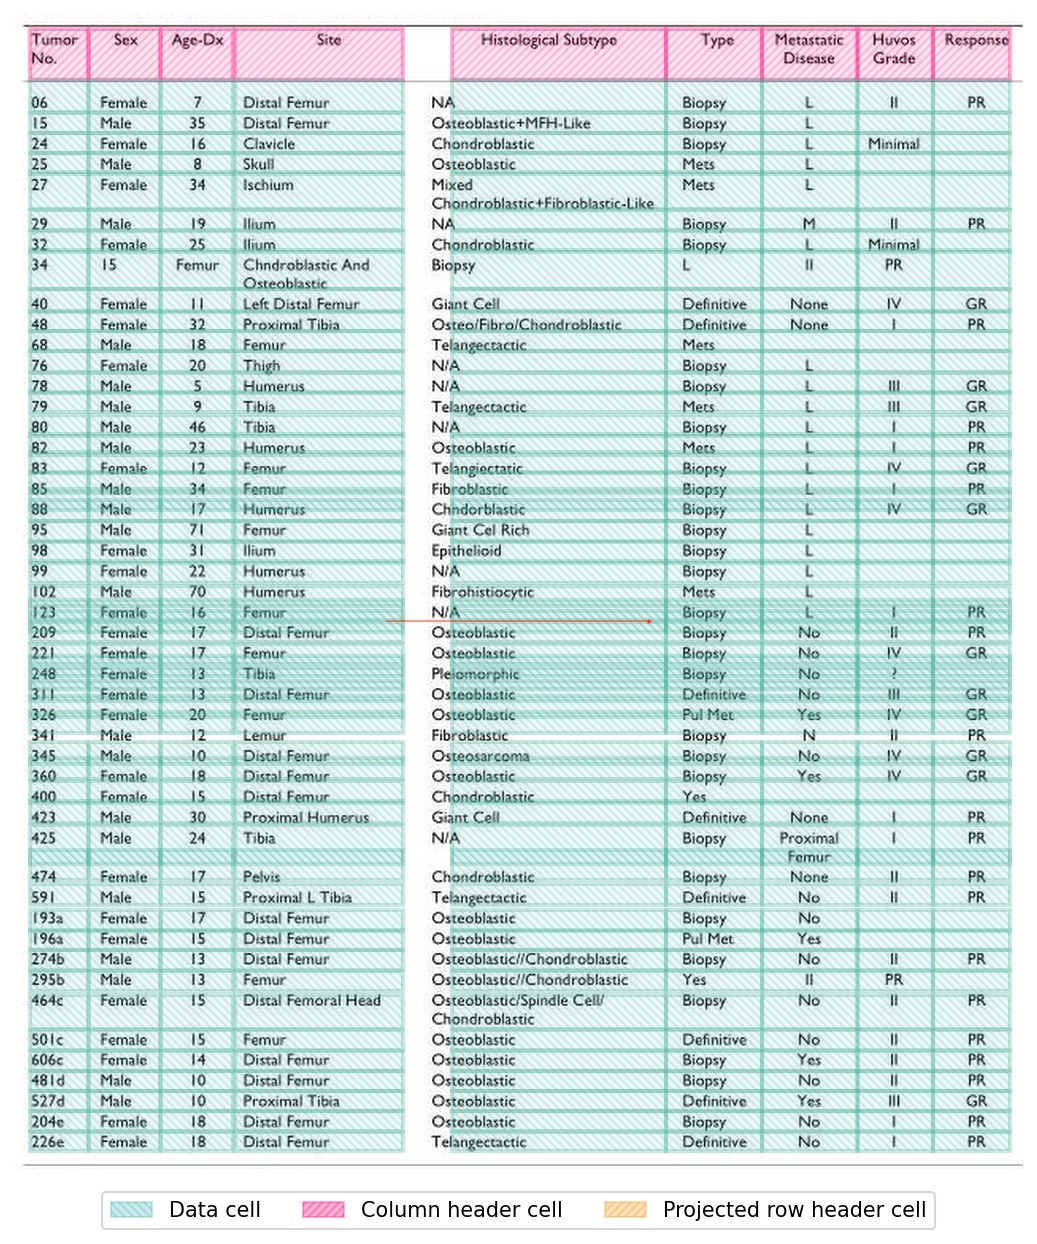 Tumor No. Sex Age-Dx Site Histological Subtype Type Metastatic Disease Huvos Grade Response
06 Female 7 Distal Femur NA Biopsy L II PR
15 Male 35 Distal Femur Osteoblastic+MFH-Like Biopsy L
24 Female 16 Clavicle Chondroblastic Biopsy L Minimal
25 Male 8 Skull Osteoblastic Mets L
27 Female 34 Ischium Mixed Mets L
Chondroblastic+Fibroblastic-Like
29 Male 19 Ilium NA Biopsy M II PR
32 Female 25 Ilium Chondroblastic Biopsy L Minimal
34 15 Femur Chndroblastic And Biopsy L II PR
Osteoblastic
40 Female 11 Left Distal Femur Giant Cell Definitive None IV GR
48 Female 32 Proximal Tibia Osteo/Fibro/Chondroblastic Definitive None I PR
68 Male 18 Femur Telangectactic Mets
76 Female 20 Thigh N/A Biopsy L
78 Male 5 Humerus N/A Biopsy L III GR
79 Male 9 Tibia Telangectactic Mets L III GR
80 Male 46 Tibia N/A Biopsy L I PR
82 Male 23 Humerus Osteoblastic Mets L I PR
83 Female 12 Femur Telangiectatic Biopsy L IV GR
85 Male 34 Femur Fibroblastic Biopsy L I PR
88 Male 17 Humerus Chndorblastic Biopsy L IV GR
95 Male 71 Femur Giant Cel Rich Biopsy L
98 Female 31 Ilium Epithelioid Biopsy L
99 Female 22 Humerus N/A Biopsy L
102 Male 70 Humerus Fibrohistiocytic Mets L
123 Female 16 Femur N/A Biopsy L I PR
209 Female 17 Distal Femur Osteoblastic Biopsy No II PR
221 Female 17 Femur Osteoblastic Biopsy No IV GR
248 Female 13 Tibia Pleiomorphic Biopsy No ?
311 Female 13 Distal Femur Osteoblastic Definitive No III GR
326 Female 20 Femur Osteoblastic Pul Met Yes IV GR
341 Male 12 Lemur Fibroblastic Biopsy N II PR
345 Male 10 Distal Femur Osteosarcoma Biopsy No IV GR
360 Female 18 Distal Femur Osteoblastic Biopsy Yes IV GR
400 Female 15 Distal Femur Chondroblastic Yes
423 Male 30 Proximal Humerus Giant Cell Definitive None I PR
425 Male 24 Tibia N/A Biopsy Proximal I PR
Femur
474 Female 17 Pelvis Chondroblastic Biopsy None II PR
591 Male 15 Proximal L Tibia Telangectactic Definitive No II PR
193a Female 17 Distal Femur Osteoblastic Biopsy No
196a Female 15 Distal Femur Osteoblastic Pul Met Yes
274b Male 13 Distal Femur Osteoblastic//Chondroblastic Biopsy No II PR
295b Male 13 Femur Osteoblastic//Chondroblastic Yes II PR
464c Female 15 Distal Femoral Head Osteoblastic/Spindle Cell/ Biopsy No II PR
Chondroblastic
501c Female 15 Femur Osteoblastic Definitive No II PR
606c Female 14 Distal Femur Osteoblastic Biopsy Yes II PR
481d Male 10 Distal Femur Osteoblastic Biopsy No II PR
527d Male 10 Proximal Tibia Osteoblastic Definitive Yes III GR
204e Female 18 Distal Femur Osteoblastic Biopsy No I PR
226e Female 18 Distal Femur Telangectactic Definitive No I PR
Data cell Column header cell Projected row header cell